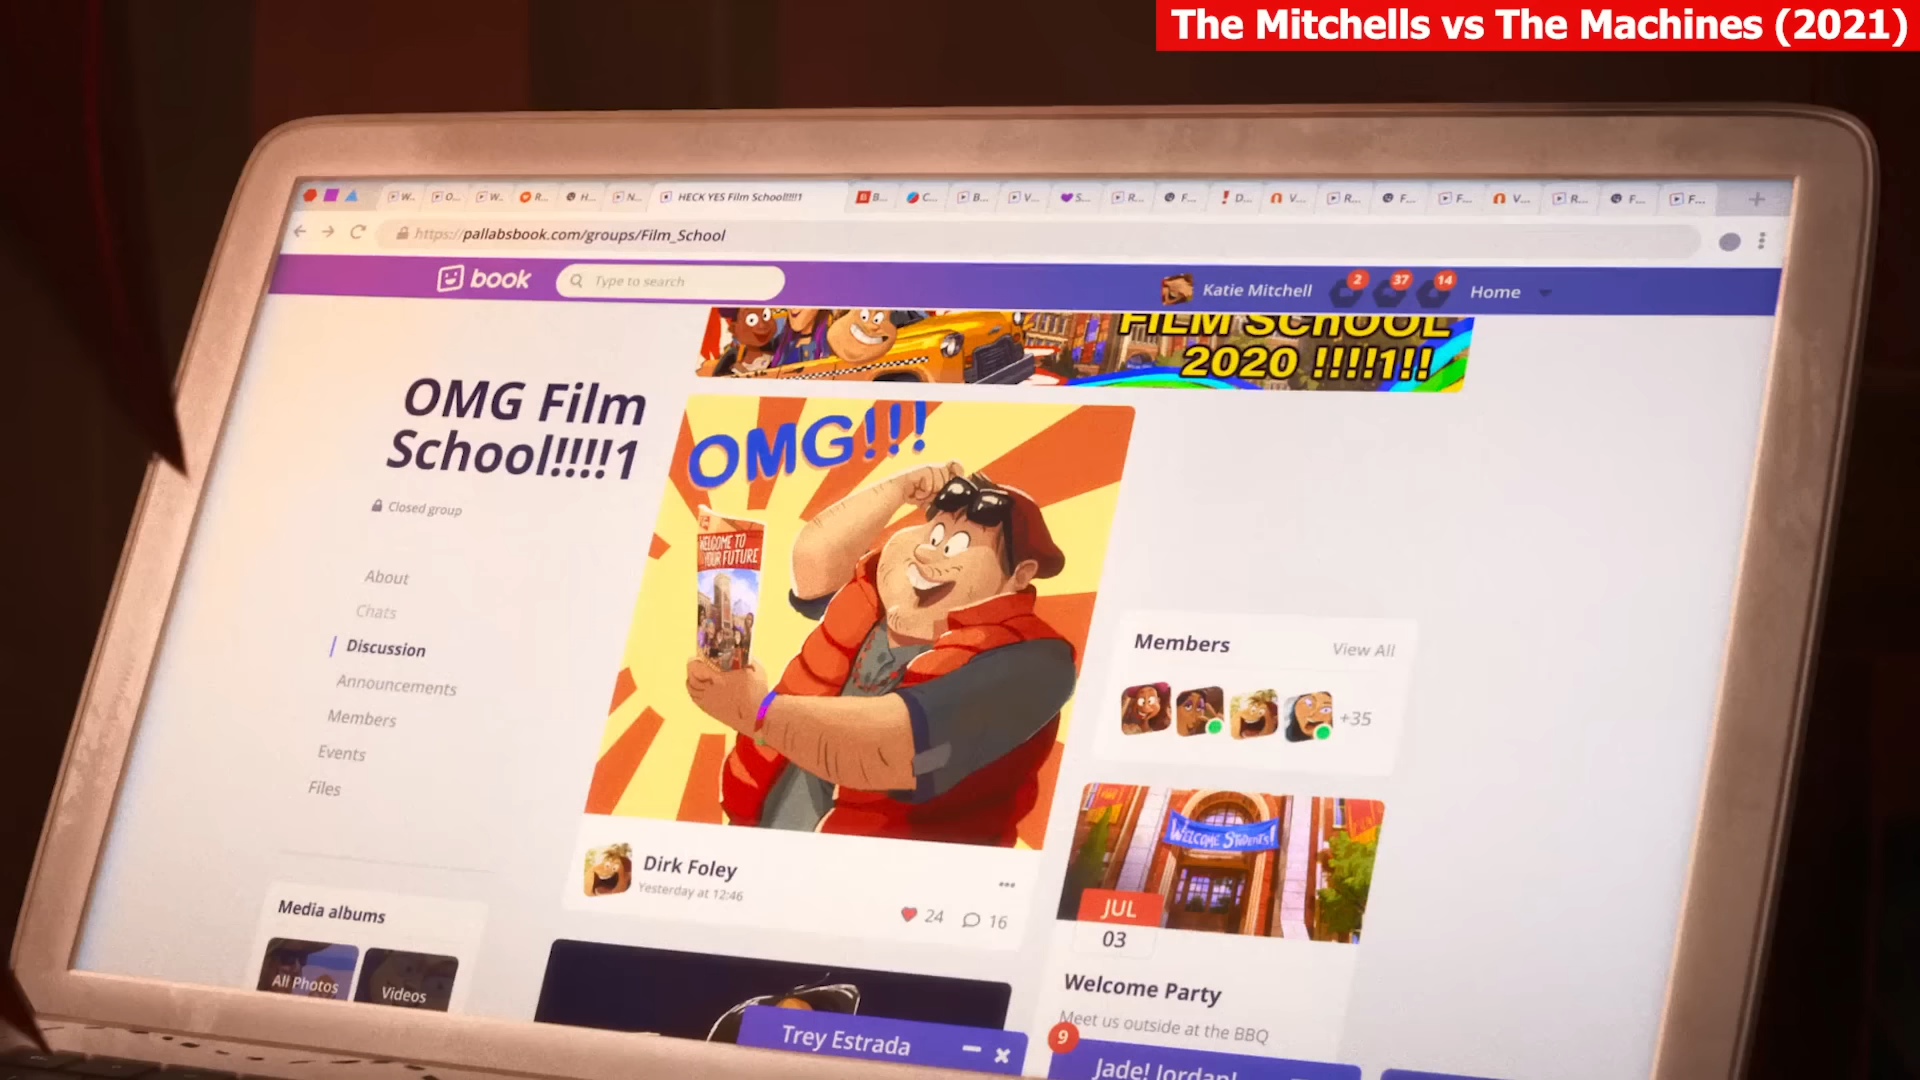 The Mitchells vs The Machines (2021)
W..
O...
W..
R...
H...
N...
HECK YES Film School!!!!1
B...
C...
B...
V...
S...
R...
F...
D...
V...
R...
F...
F...
V...
R...
F...
F...
https://pallabsbook.com/groups/Film_School
book
Type to search
Katie Mitchell
2
37
14
Home
FILM SCHOOL
2020 !!!!1!!
OMG Film
School!!!!1
Closed group
About
Chats
Discussion
Announcements
Members
Events
Files
Media albums
All Photos
Videos
OMG!!!
WELCOME TO
YOUR FUTURE
Dirk Foley
Yesterday at 12:46
24
16
Members
View All
+35
WELCOME STUDENTS!
JUL
03
Welcome Party
Meet us outside at the BBQ
Trey Estrada
9
Jade! Jordan!